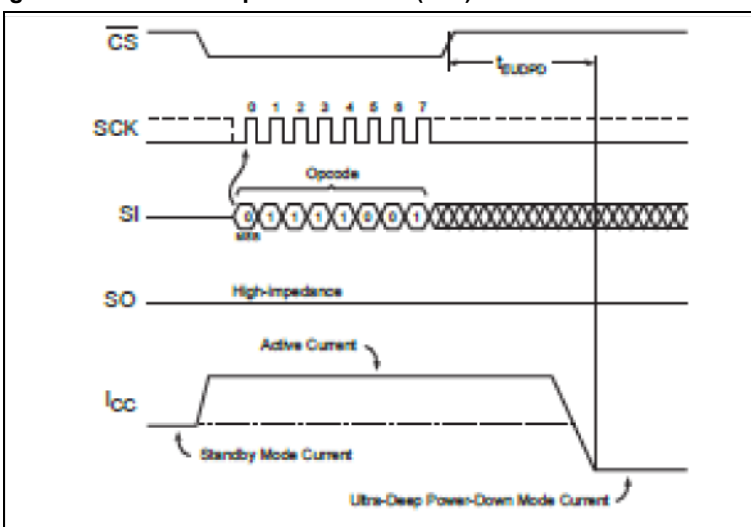 CS
tEUDPD
0 1 2 3 4 5 6 7
SCK
Opcode
SI
0 1 1 1 1 0 0 1
MSB
High-impedance
SO
Active Current
ICC
Standby Mode Current
Ultra-Deep Power-Down Mode Current